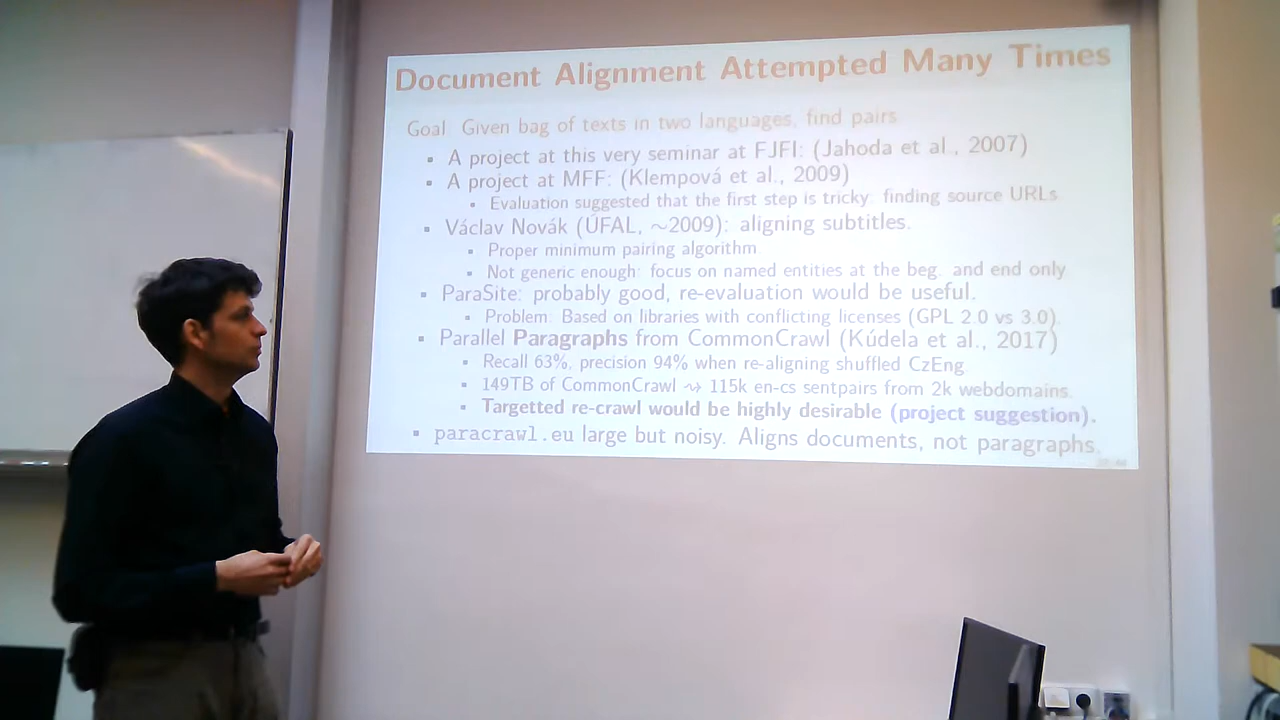 Document Alignment Attempted Many Times
Goal Given bag of texts in two languages, find pairs
▪ A project at this very seminar at FJFI: (Jahoda et al., 2007)
▪ A project at MFF: (Klempová et al., 2009)
▪ Evaluation suggested that the first step is tricky: finding source URLs
▪ Václav Novák (ÚFAL, ~2009): aligning subtitles.
▪ Proper minimum pairing algorithm
▪ Not generic enough: focus on named entities at the beg. and end only
▪ ParaSite: probably good, re-evaluation would be useful.
▪ Problem: Based on libraries with conflicting licenses (GPL 2.0 vs 3.0).
▪ Parallel Paragraphs from CommonCrawl (Kúdela et al., 2017)
▪ Recall 63%, precision 94% when re-aligning shuffled CzEng
▪ 149TB of CommonCrawl ⇝ 115k en-cs sentpairs from 2k webdomains.
▪ Targetted re-crawl would be highly desirable (project suggestion).
▪ paracrawl.eu large but noisy. Aligns documents, not paragraphs.